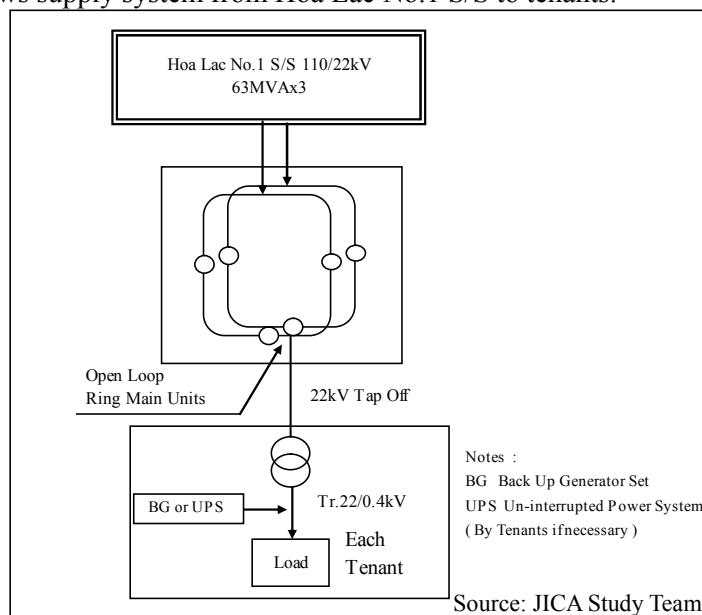 ws supply system from Hoa Lac No.1 S/S to tenants.
Hoa Lac No.1 S/S 110/22kV
63MVAx3
Open Loop
Ring Main Units
22kV Tap Off
Notes :
BG Back Up Generator Set
UPS Un-interrupted Power System
( By Tenants ifnecessary )
BG or UPS
Tr.22/0.4kV
Load
Each
Tenant
Source: JICA Study Team